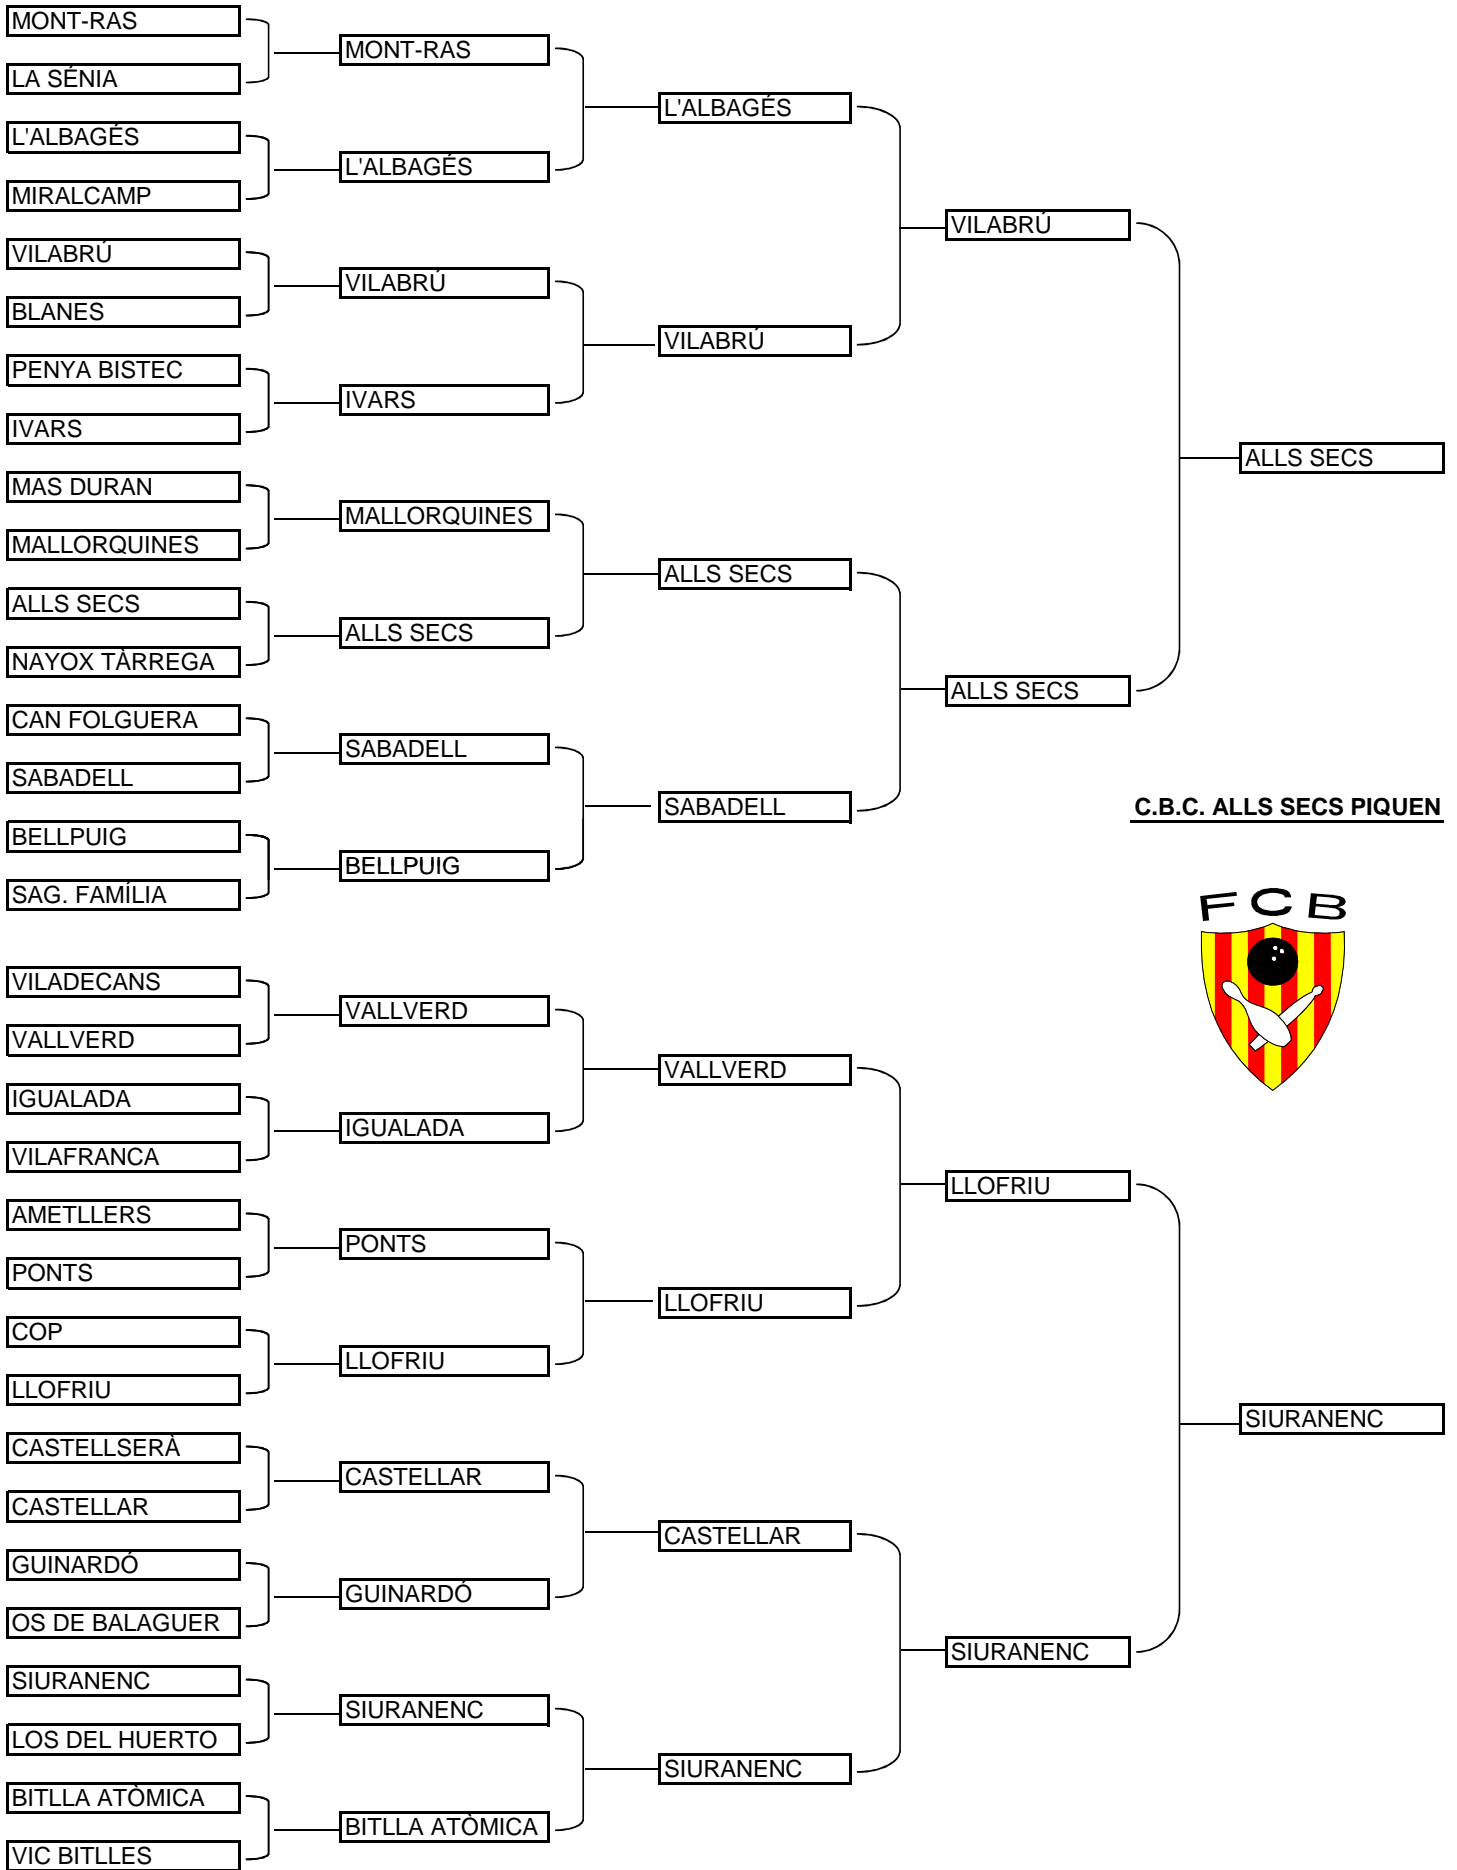 MONT-RAS
LA SÉNIA
L'ALBAGÉS
MIRALCAMP
VILABRÚ
BLANES
PENYA BISTEC
IVARS
MAS DURAN
MALLORQUINES
ALLS SECS
NAYOX TÀRREGA
CAN FOLGUERA
SABADELL
BELLPUIG
SAG. FAMÍLIA
VILADECANS
VALLVERD
IGUALADA
VILAFRANCA
AMETLLERS
PONTS
COP
LLOFRIU
CASTELLSERÀ
CASTELLAR
GUINARDÓ
OS DE BALAGUER
SIURANENC
LOS DEL HUERTO
BITLLA ATÒMICA
VIC BITLLES
MONT-RAS
L'ALBAGÉS
VILABRÚ
IVARS
MALLORQUINES
ALLS SECS
SABADELL
BELLPUIG
VALLVERD
IGUALADA
PONTS
LLOFRIU
CASTELLAR
GUINARDÓ
SIURANENC
BITLLA ATÒMICA
L'ALBAGÉS
VILABRÚ
ALLS SECS
SABADELL
VALLVERD
LLOFRIU
CASTELLAR
SIURANENC
VILABRÚ
ALLS SECS
LLOFRIU
SIURANENC
ALLS SECS
SIURANENC
C.B.C. ALLS SECS PIQUEN
FCB